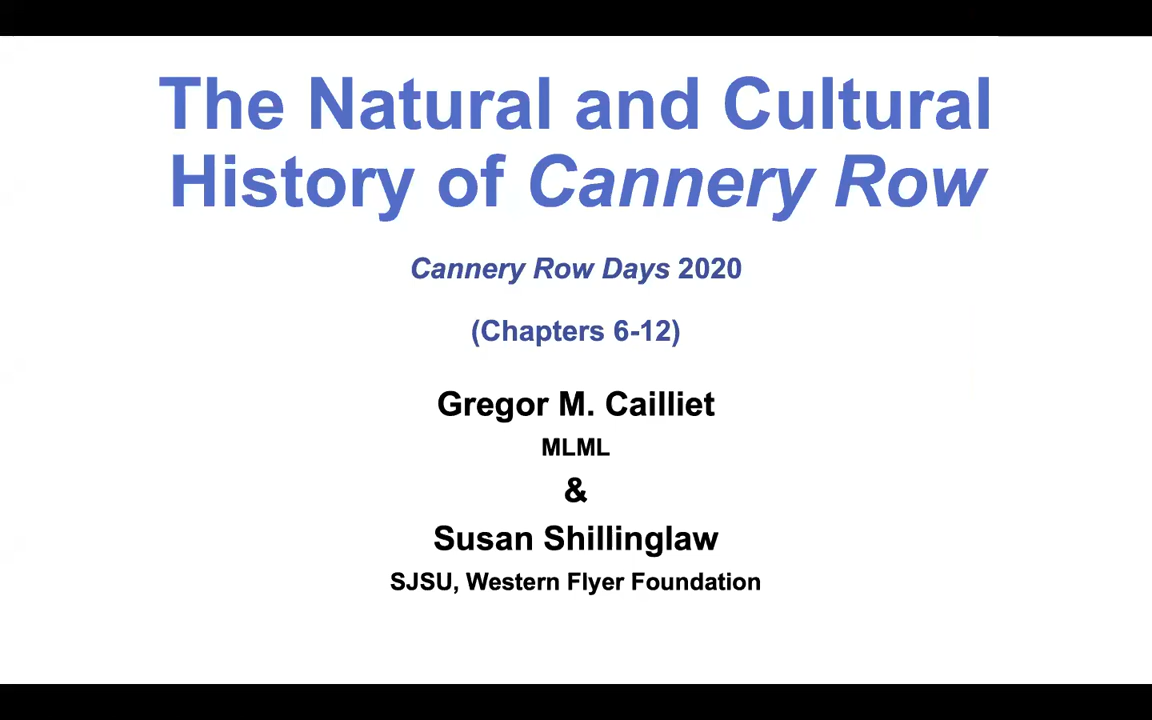 The Natural and Cultural
History of Cannery Row
Cannery Row Days 2020
(Chapters 6-12)
Gregor M. Cailliet
MLML
&
Susan Shillinglaw
SJSU, Western Flyer Foundation